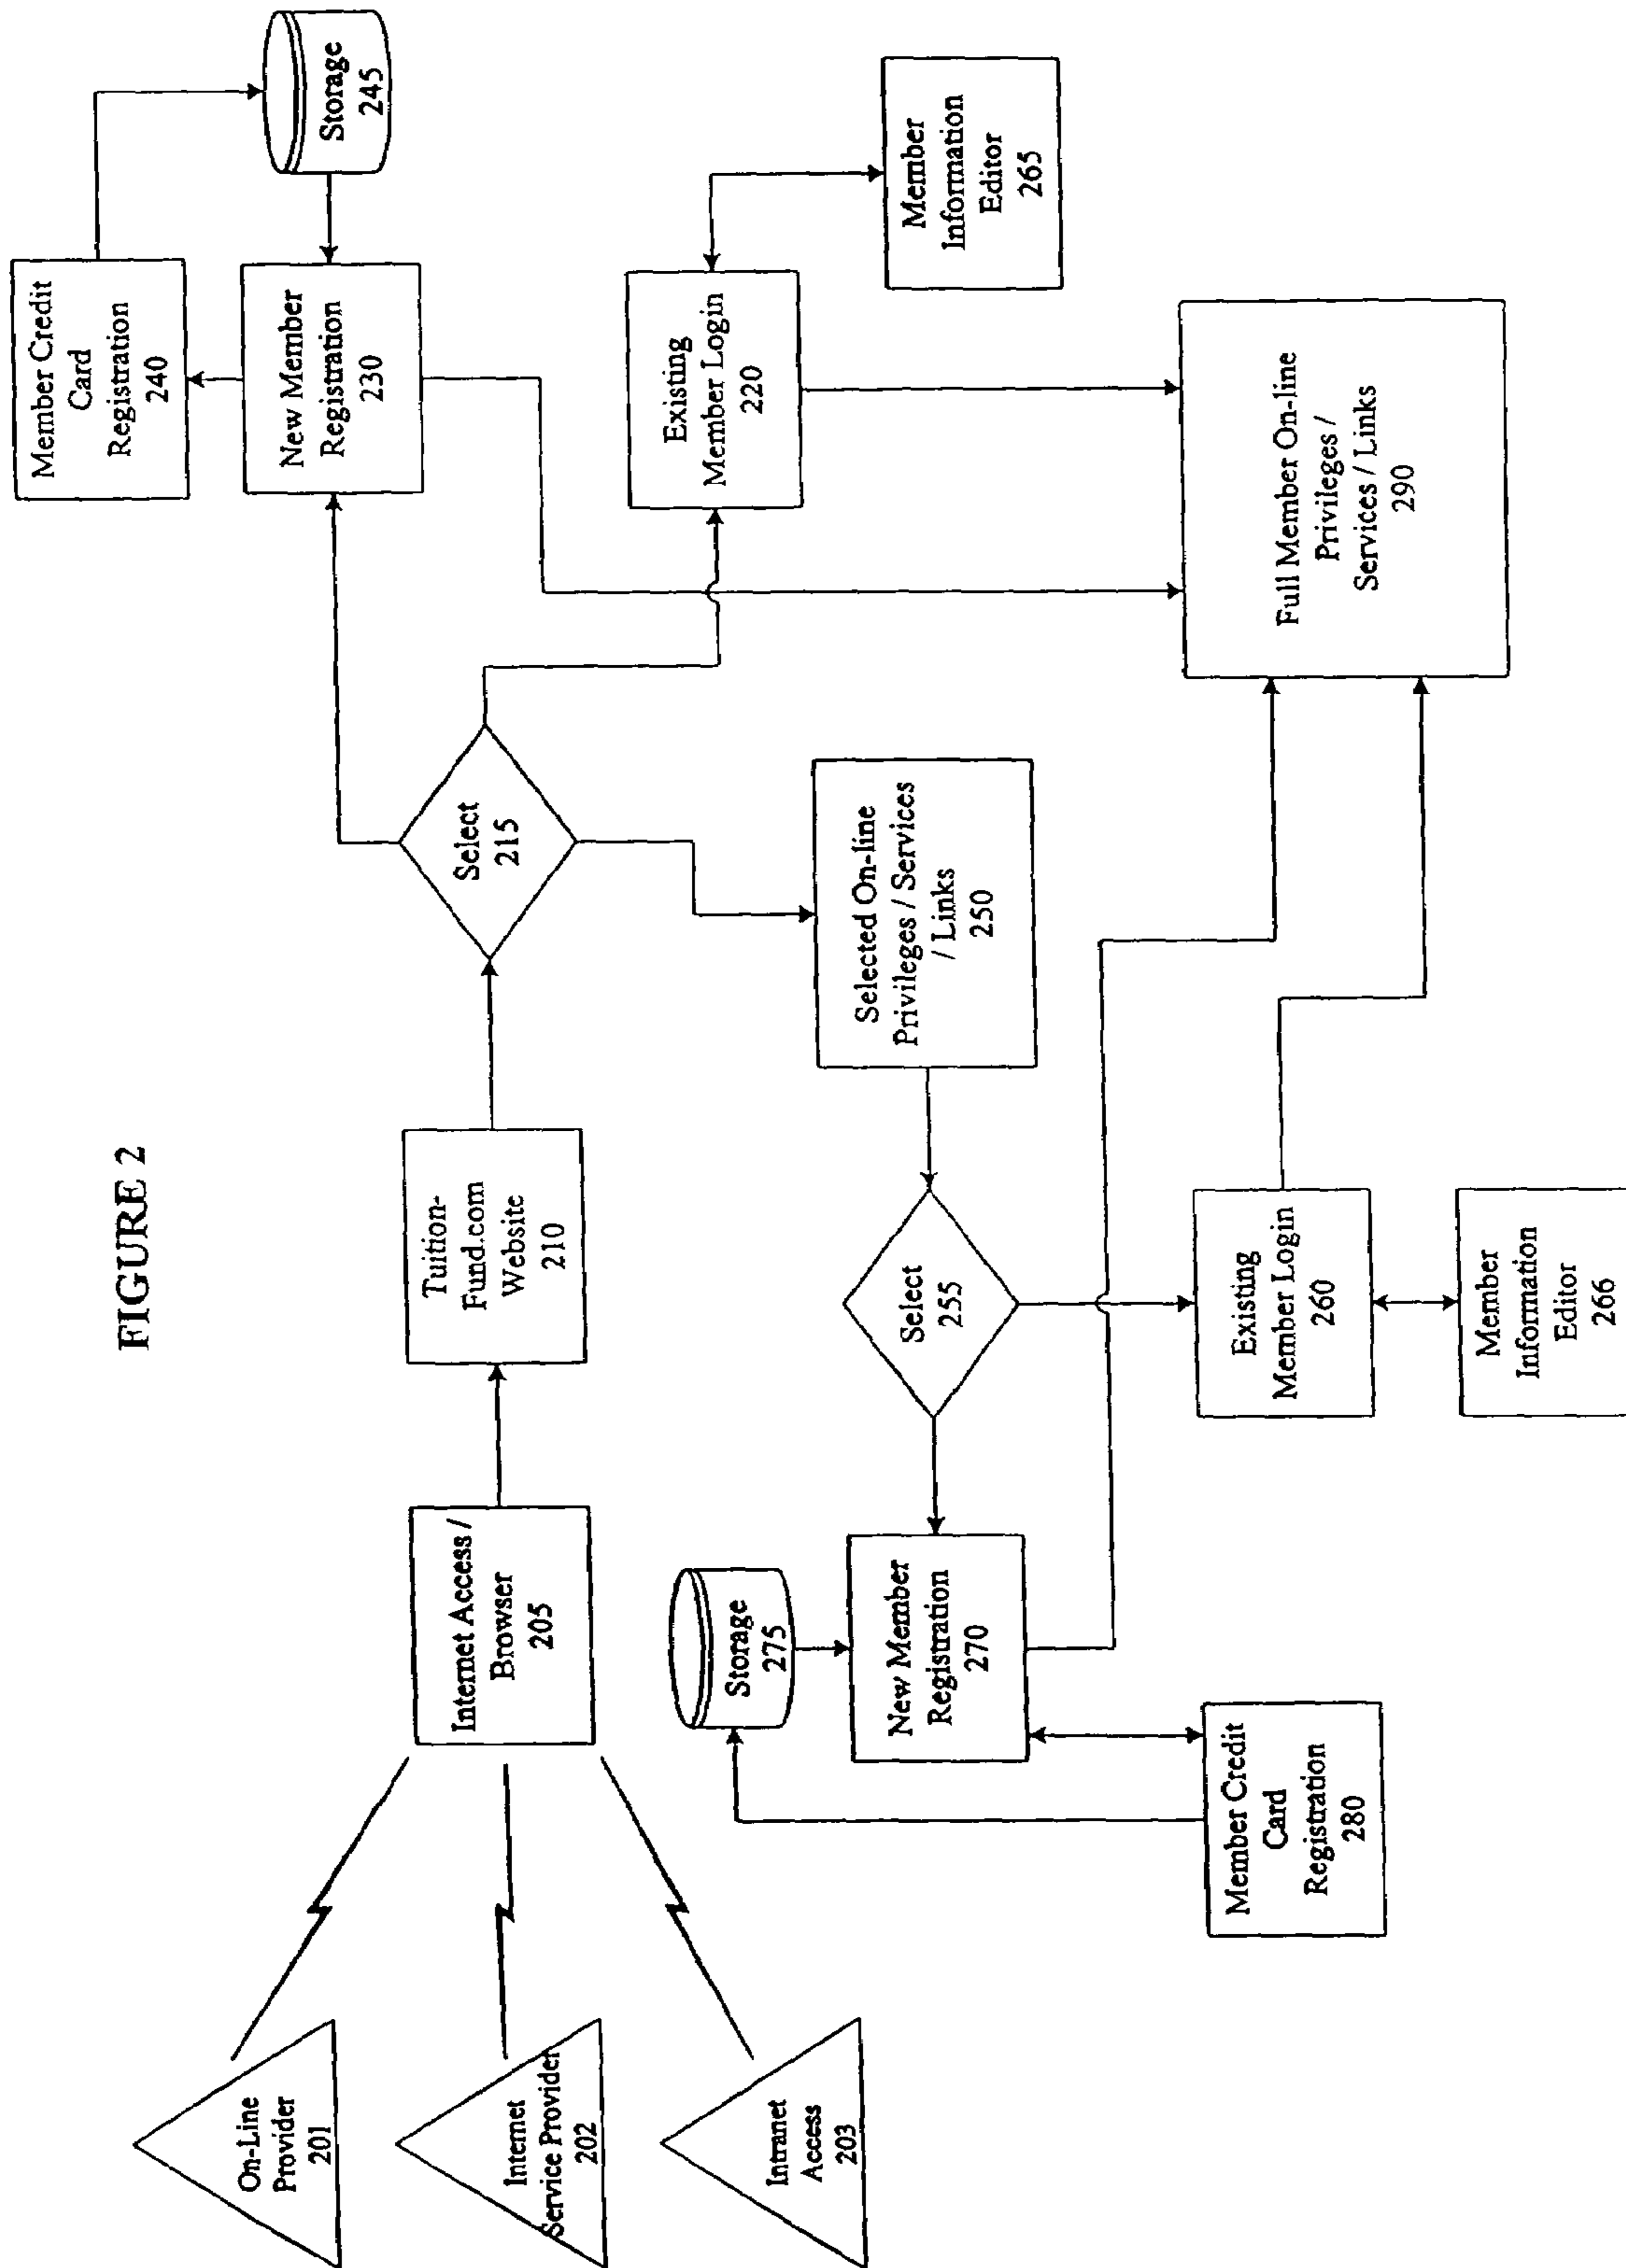 FIGURE 2
On-Line
Provider
201
Internet
Service Provider
202
Intranet
Access
203
Internet Access /
Browser
205
Tuition-
Fund.com
Website
210
Select
215
Member Credit
Card
Registration
240
Storage
245
New Member
Registration
230
Existing
Member Login
220
Member
Information
Editor
265
Selected On-line
Privileges / Services
/ Links
250
Select
255
Storage
275
New Member
Registration
270
Member Credit
Card
Registration
280
Existing
Member Login
260
Member
Information
Editor
266
Full Member On-line
Privileges /
Services / Links
290